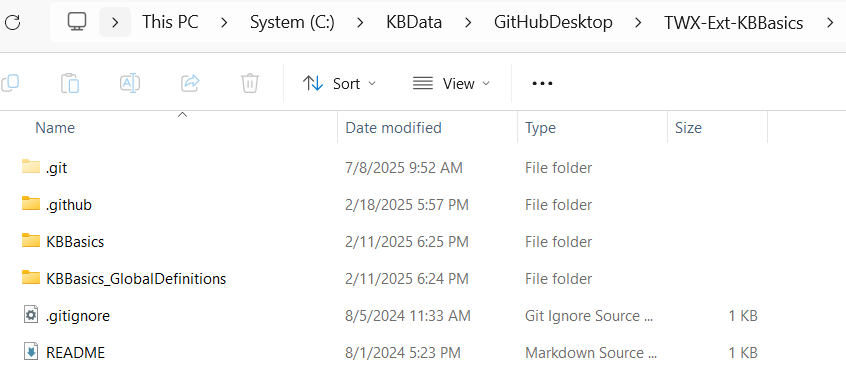 This PC > System (C:) > KBData > GitHubDesktop > TWX-Ext-KBBasics >
Sort View ...
Name Date modified Type Size
.git 7/8/2025 9:52 AM File folder
.github 2/18/2025 5:57 PM File folder
KBBasics 2/11/2025 6:25 PM File folder
KBBasics_GlobalDefinitions 2/11/2025 6:24 PM File folder
.gitignore 8/5/2024 11:33 AM Git Ignore Source ... 1 KB
README 8/1/2024 5:23 PM Markdown Source ... 1 KB